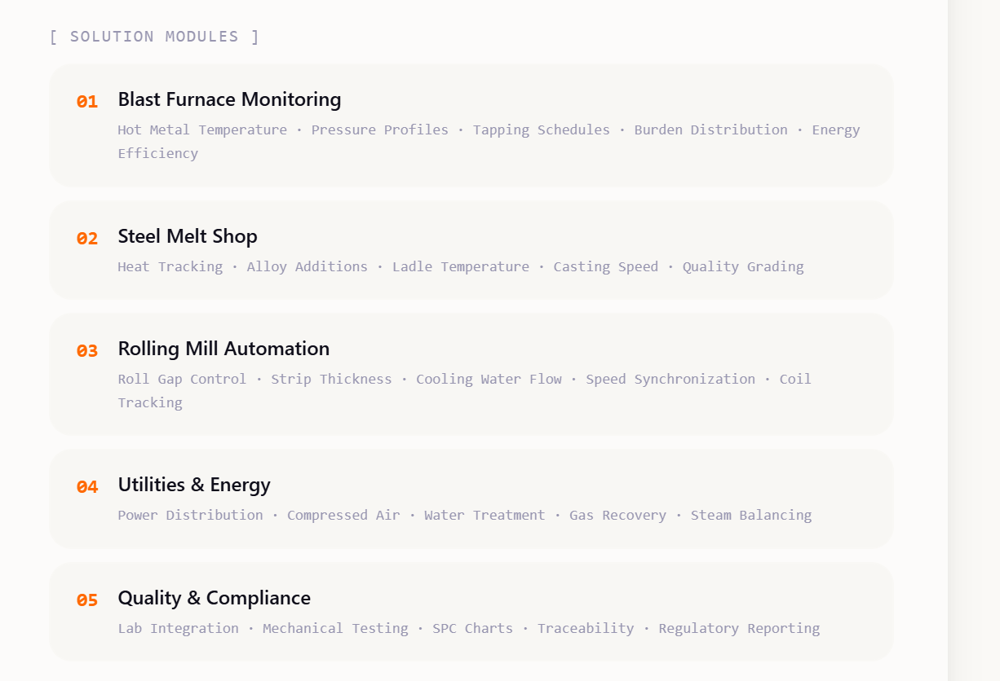 [ SOLUTION MODULES ]
01 Blast Furnace Monitoring
Hot Metal Temperature · Pressure Profiles · Tapping Schedules · Burden Distribution · Energy
Efficiency
02 Steel Melt Shop
Heat Tracking · Alloy Additions · Ladle Temperature · Casting Speed · Quality Grading
03 Rolling Mill Automation
Roll Gap Control · Strip Thickness · Cooling Water Flow · Speed Synchronization · Coil
Tracking
04 Utilities & Energy
Power Distribution · Compressed Air · Water Treatment · Gas Recovery · Steam Balancing
05 Quality & Compliance
Lab Integration · Mechanical Testing · SPC Charts · Traceability · Regulatory Reporting